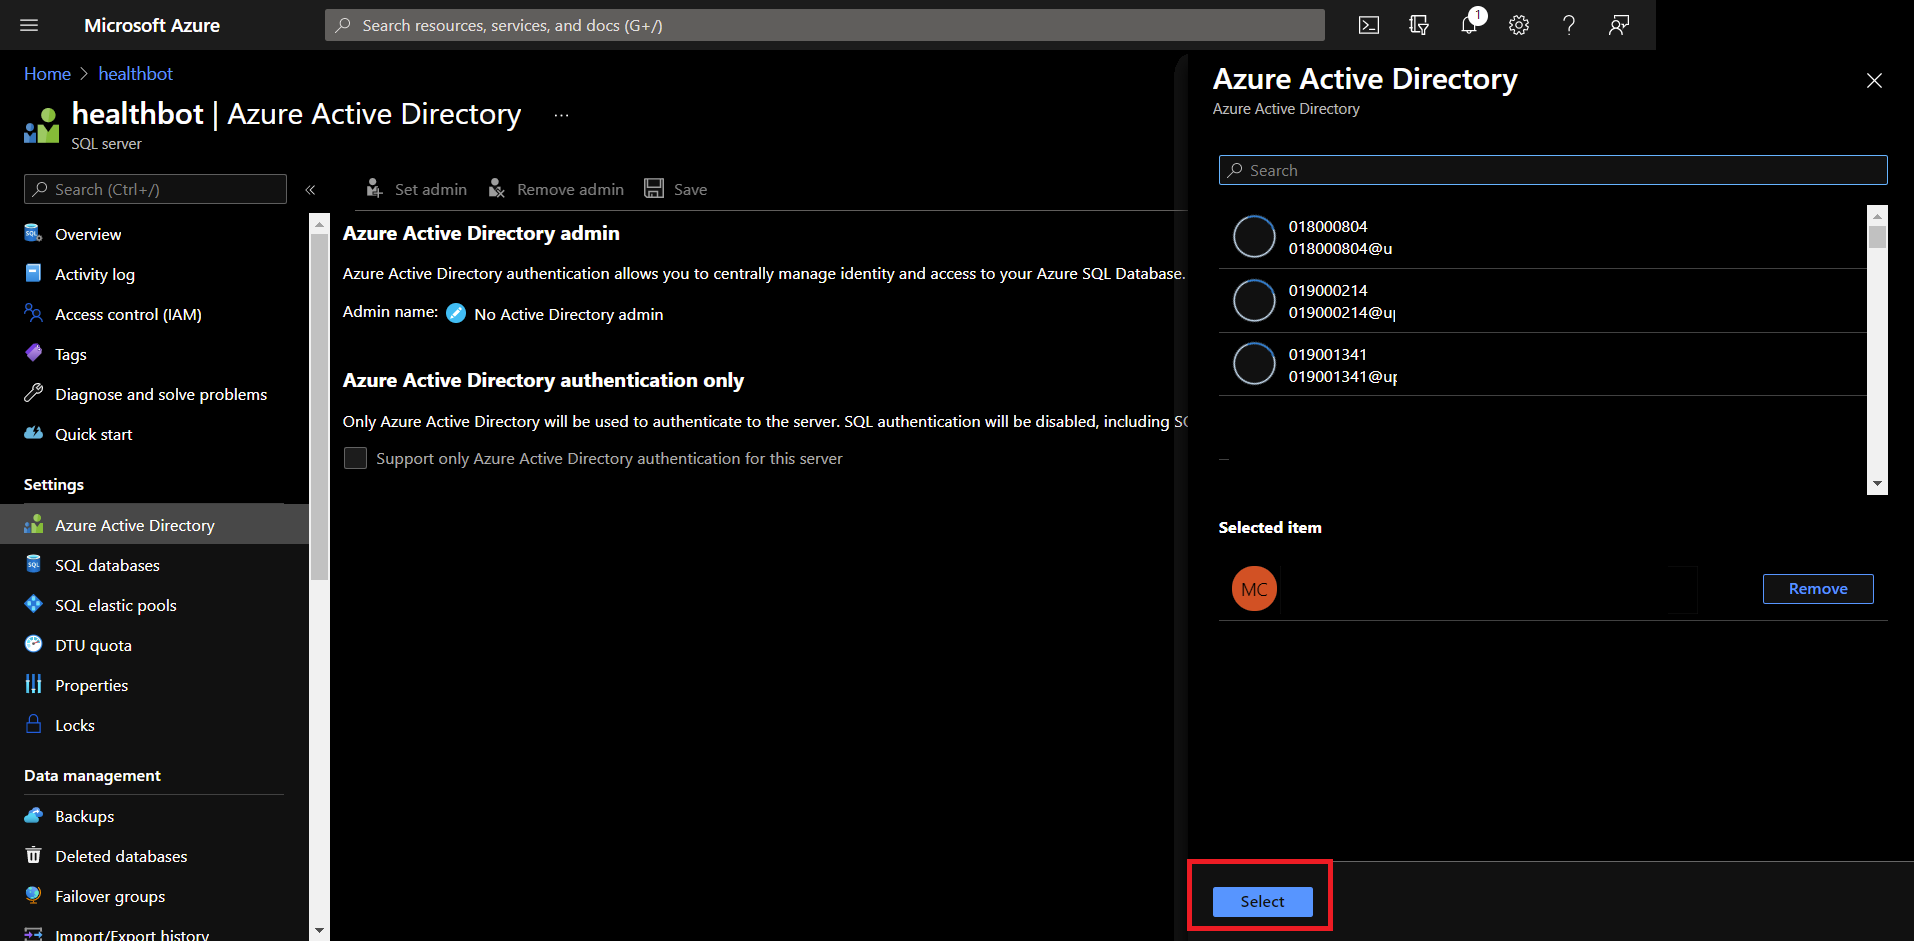 Microsoft Azure
Search resources, services, and docs (G+/)
1
Home > healthbot
healthbot | Azure Active Directory ...
SQL server
Search (Ctrl+/)
«
Overview
Activity log
Access control (IAM)
Tags
Diagnose and solve problems
Quick start
Settings
Azure Active Directory
SQL databases
SQL elastic pools
DTU quota
Properties
Locks
Data management
Backups
Deleted databases
Failover groups
Import/Export history
Set admin
Remove admin
Save
Azure Active Directory admin
Azure Active Directory authentication allows you to centrally manage identity and access to your Azure SQL Database.
Admin name: No Active Directory admin
Azure Active Directory authentication only
Only Azure Active Directory will be used to authenticate to the server. SQL authentication will be disabled, including
Support only Azure Active Directory authentication for this server
Azure Active Directory
Azure Active Directory
Search
018000804
018000804@u
019000214
019000214@up
019001341
019001341@up
Selected item
MC
Remove
Select